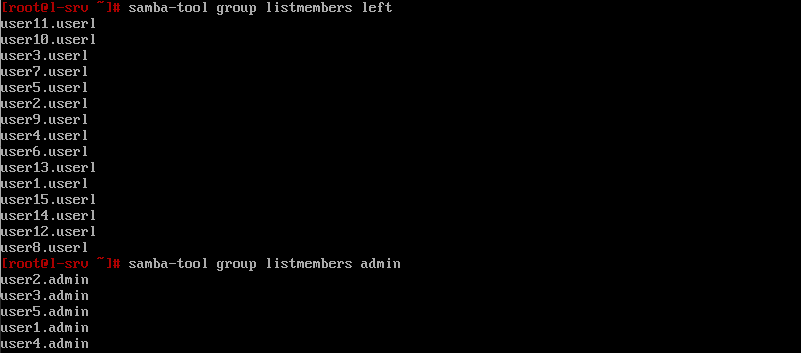 [root@l-srv ~]# samba-tool group listmembers left
user11.userl
user10.userl
user3.userl
user7.userl
user5.userl
user2.userl
user9.userl
user4.userl
user6.userl
user13.userl
user1.userl
user15.userl
user14.userl
user12.userl
user8.userl
[root@l-srv ~]# samba-tool group listmembers admin
user2.admin
user3.admin
user5.admin
user1.admin
user4.admin